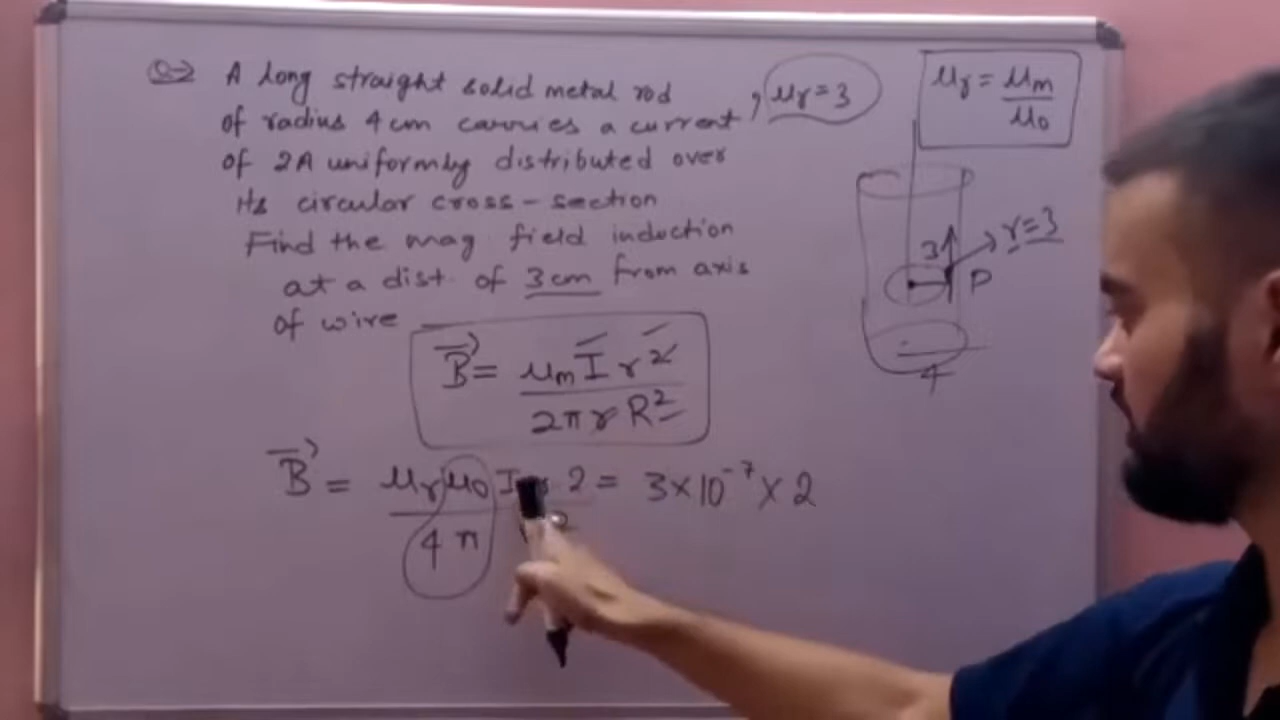 Q→ A long straight solid metal rod , μr = 3
of radius 4 cm carries a current
of 2A uniformly distributed over
its circular cross-section
Find the mag field induction
at a dist. of 3 cm from axis
of wire
μr = μm / μ0
r = 3
3
P
4
B⃗ = μm I r² / 2π r R²
B⃗ = μr μ0 I 2 / 4π = 3×10⁻⁷ × 2